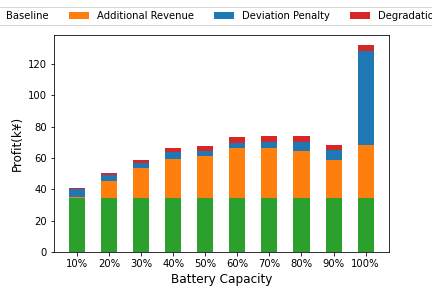 Baseline Additional Revenue Deviation Penalty Degradatio
Profit(k¥)
120
100
80
60
40
20
0
10% 20% 30% 40% 50% 60% 70% 80% 90% 100%
Battery Capacity